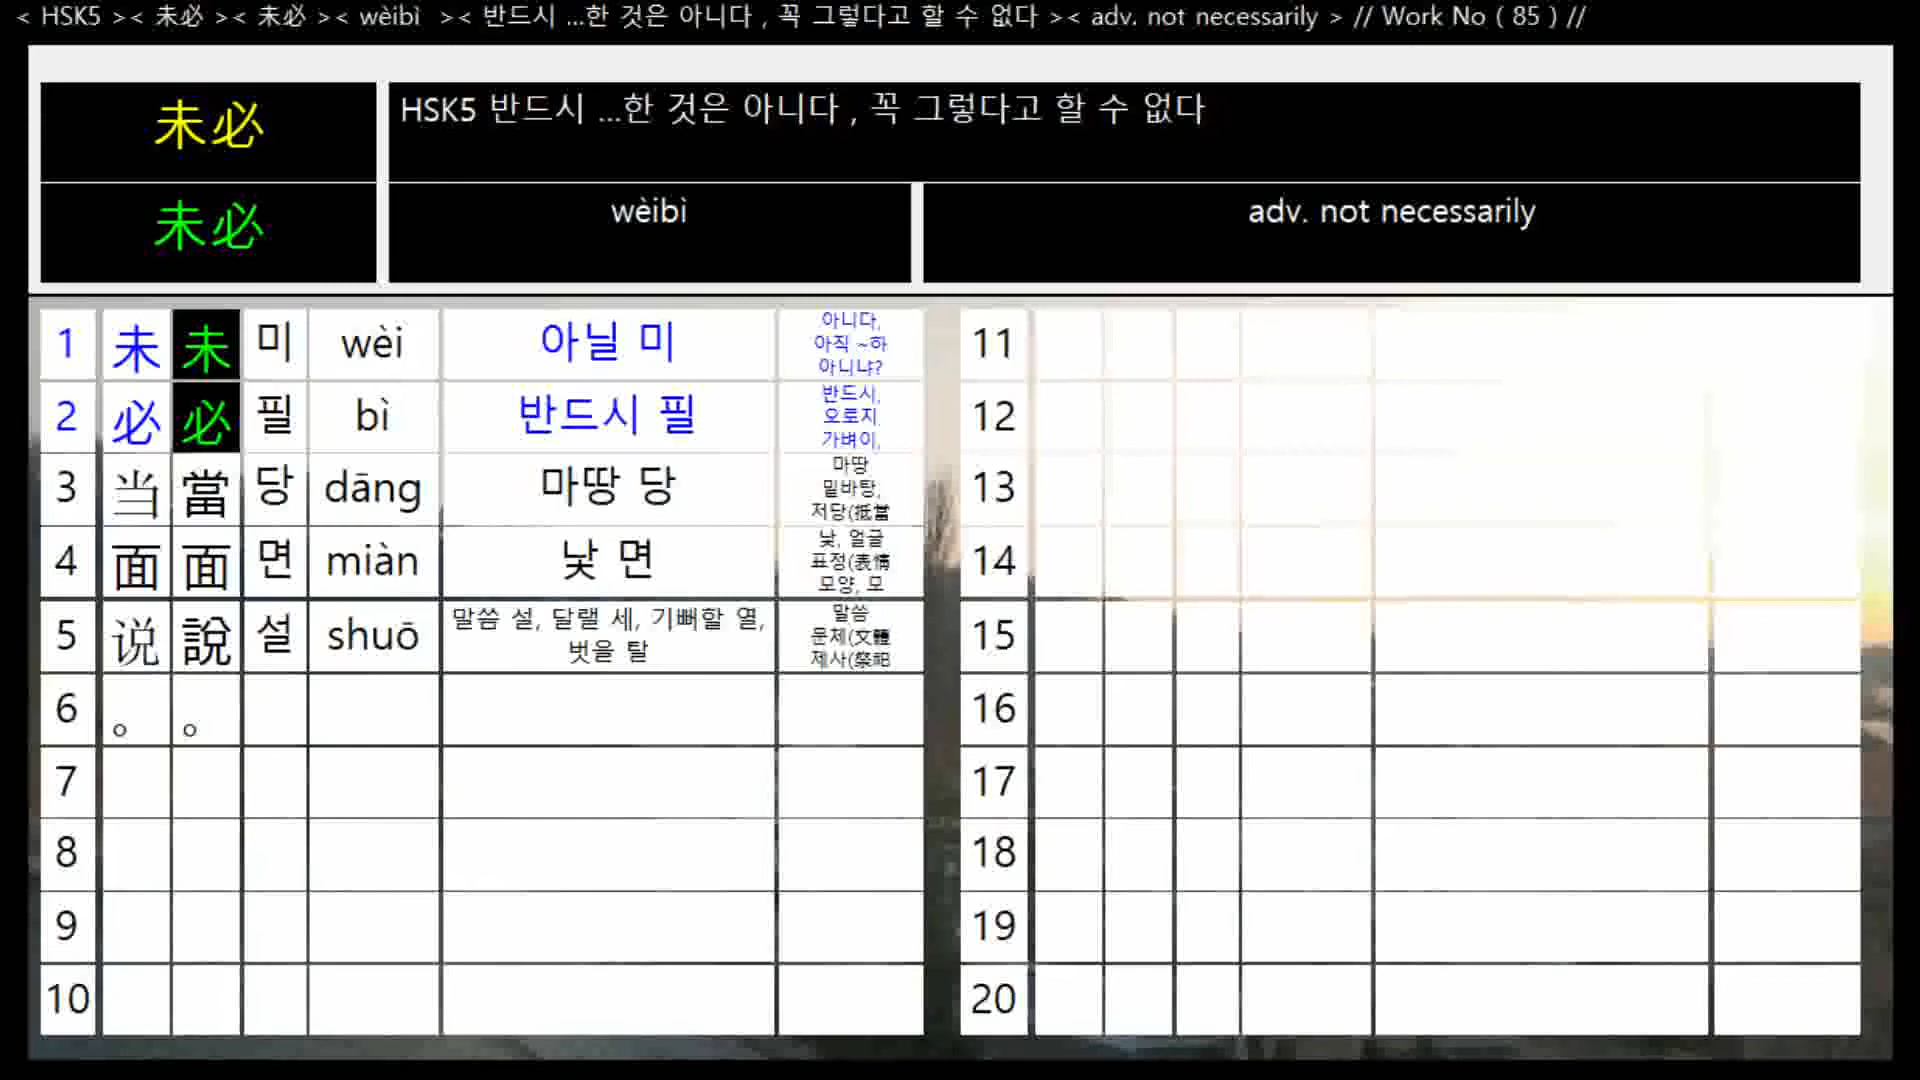 < HSK5 >< 未必 >< 未必 >< wèibì >< 반드시 ...한 것은 아니다 , 꼭 그렇다고 할 수 없다 >< adv. not necessarily > // Work No ( 85 ) //
未必
HSK5 반드시 ...한 것은 아니다 , 꼭 그렇다고 할 수 없다
未必
wèibì
adv. not necessarily
1 未 未 미 wèi 아닐 미 아니다, 아직 ~하 아니냐?
2 必 必 필 bì 반드시 필 반드시, 오로지 가벼이,
3 当 當 당 dāng 마땅 당 마땅 밑바탕, 저당(抵當
4 面 面 면 miàn 낯 면 낯, 얼굴 표정(表情 모양, 모
5 说 說 설 shuō 말씀 설, 달랠 세, 기뻐할 열, 벗을 탈 말씀 문체(文體 제사(祭祀
6 。 。
7
8
9
10
11
12
13
14
15
16
17
18
19
20